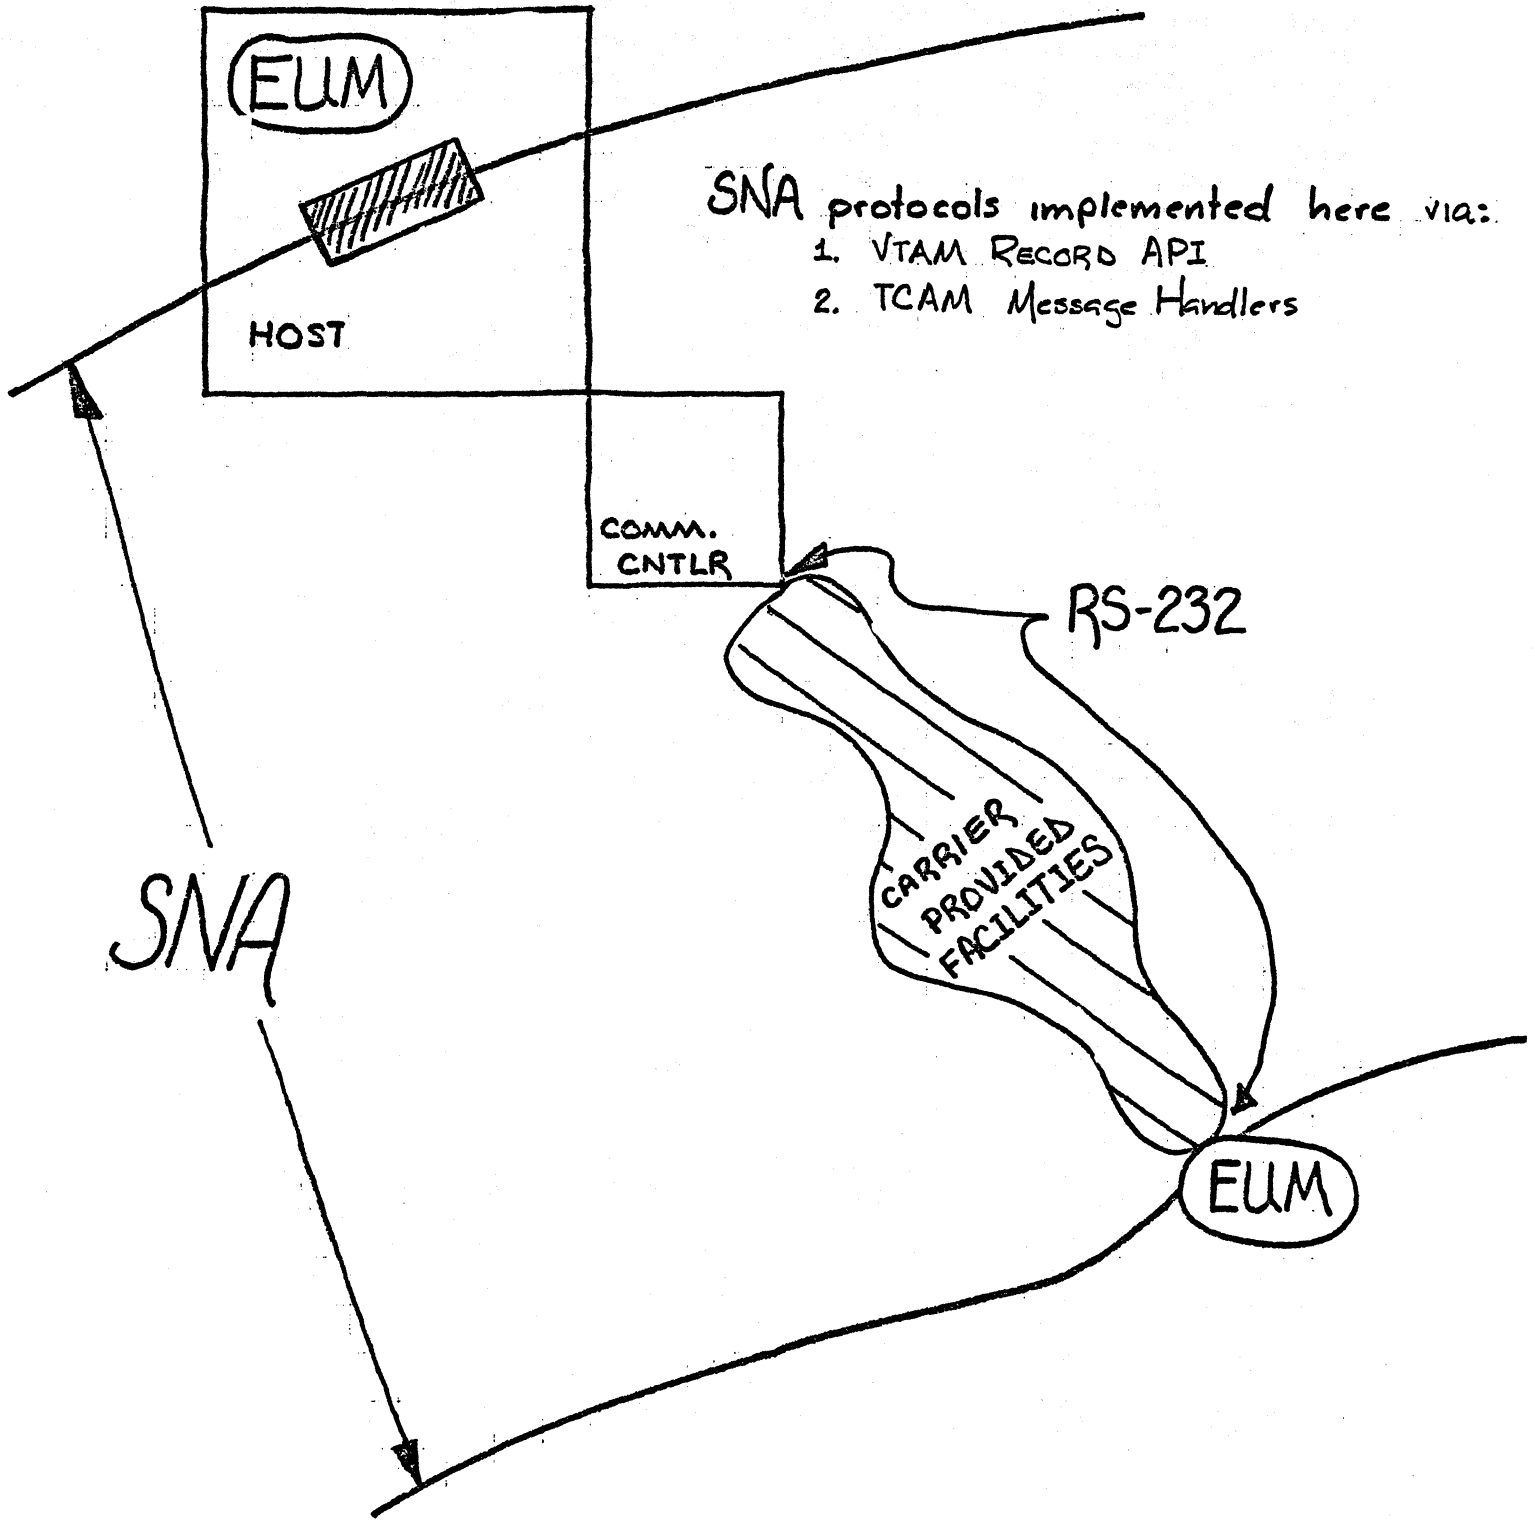 EUM
SNA protocols implemented here via:
1. VTAM RECORD API
2. TCAM Message Handlers
HOST
COMM.
CNTLR
RS-232
CARRIER
PROVIDED
FACILITIES
SNA
EUM